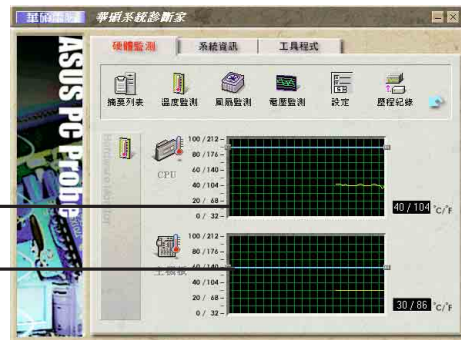 華碩系統診斷家
硬體監測
系統資訊
工具程式
摘要列表
溫度監測
風扇監測
電壓監測
設定
歷程紀錄
ASUS PC Probe
Hardware Monitor
CPU
100 / 212
80 / 176
60 / 140
40 / 104
20 / 68
0 / 32
40 / 104 °C/°F
主機板
100 / 212
80 / 176
60 / 140
40 / 104
20 / 68
0 / 32
30 / 86 °C/°F